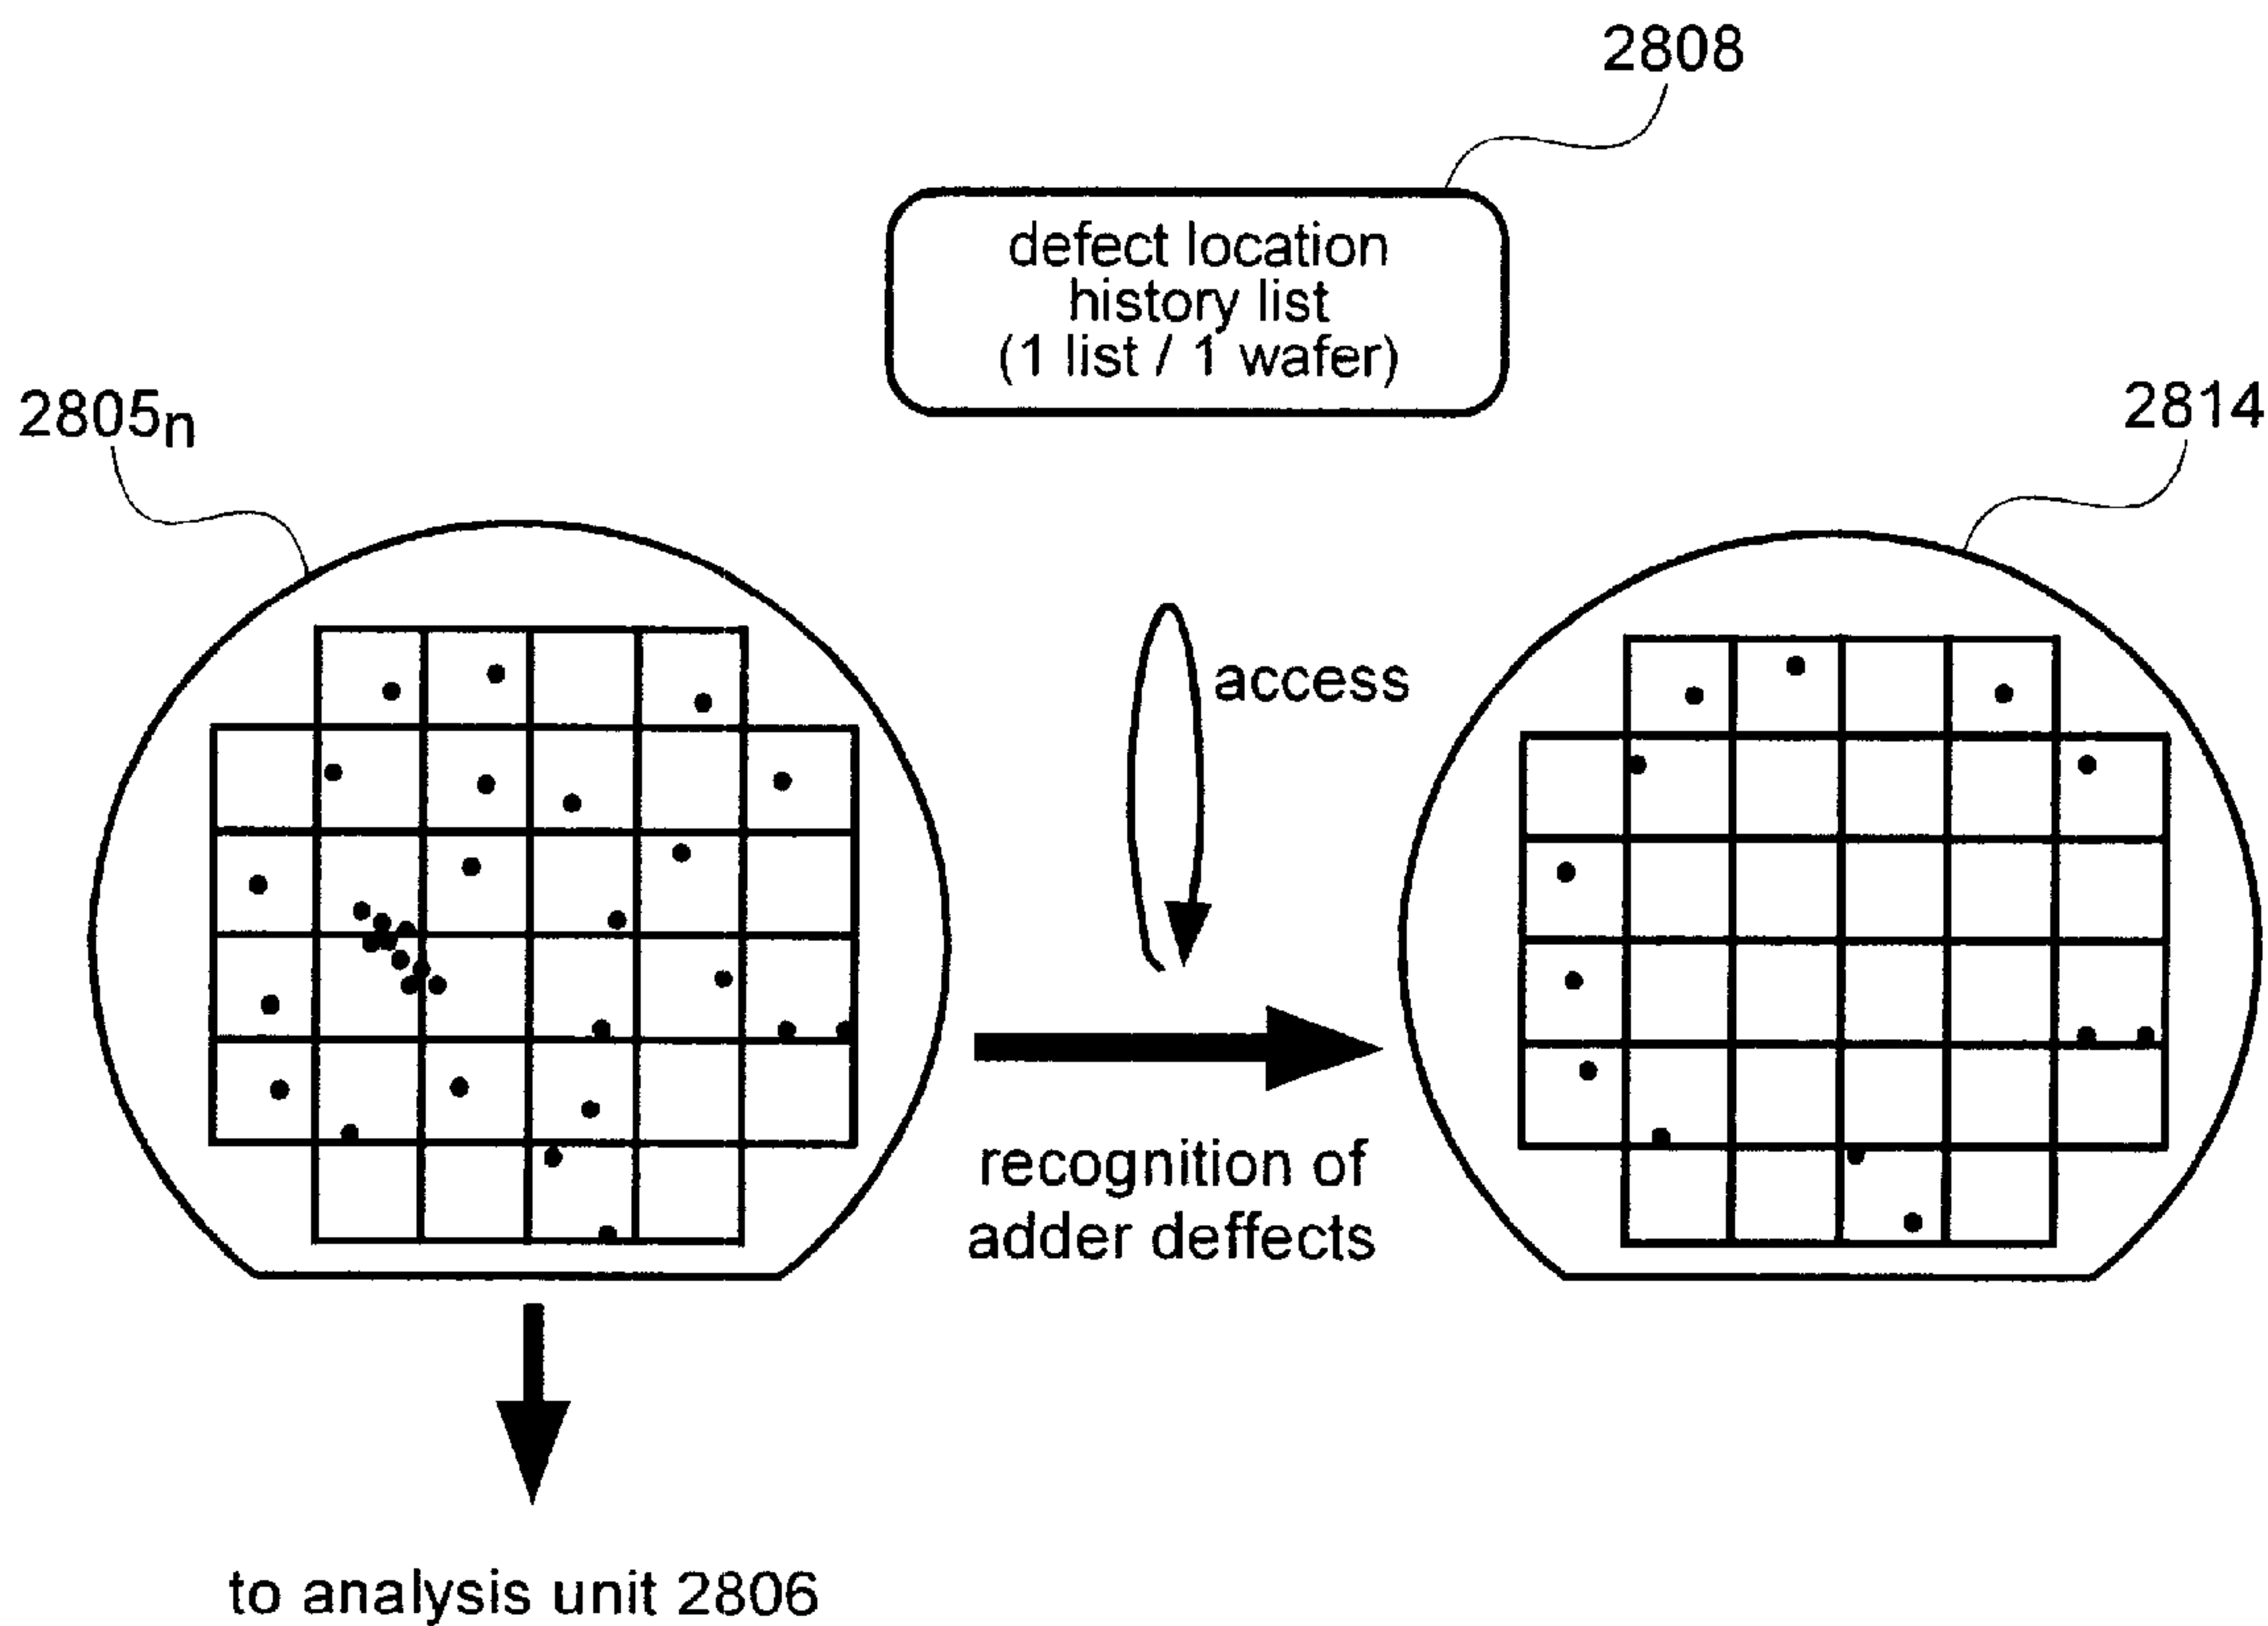 2808
defect location
history list
(1 list / 1 wafer)
2805n
2814
access
recognition of
adder deffects
to analysis unit 2806